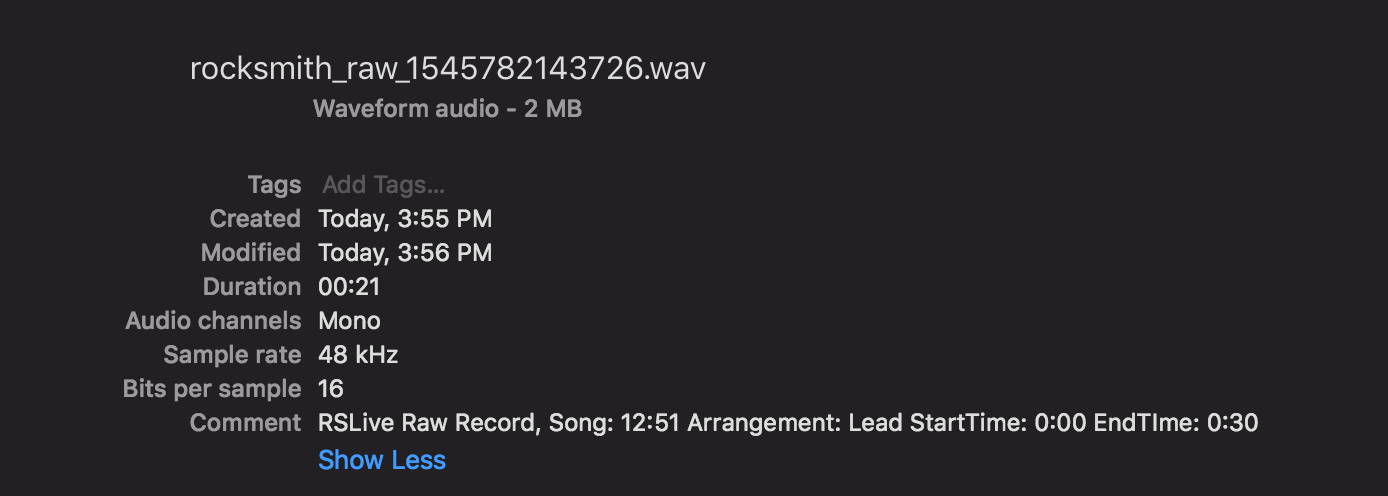 rocksmith_raw_1545782143726.wav
Waveform audio - 2 MB
Tags Add Tags...
Created Today, 3:55 PM
Modified Today, 3:56 PM
Duration 00:21
Audio channels Mono
Sample rate 48 kHz
Bits per sample 16
Comment RSLive Raw Record, Song: 12:51 Arrangement: Lead StartTime: 0:00 EndTIme: 0:30
Show Less